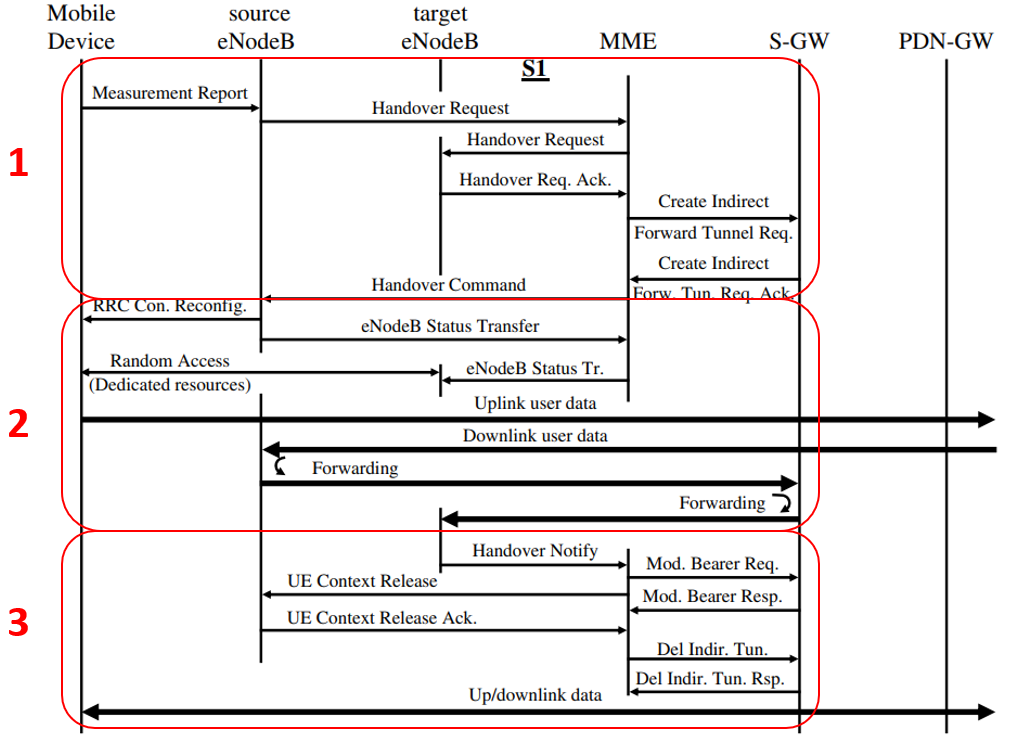 Mobile Device
source eNodeB
target eNodeB
MME
S-GW
PDN-GW
S1
1
Measurement Report
Handover Request
Handover Request
Handover Req. Ack.
Create Indirect
Forward Tunnel Req.
Create Indirect
Forw. Tun. Req. Ack.
Handover Command
2
RRC Con. Reconfig.
eNodeB Status Transfer
Random Access
(Dedicated resources)
eNodeB Status Tr.
Uplink user data
Downlink user data
Forwarding
Forwarding
3
Handover Notify
Mod. Bearer Req.
UE Context Release
Mod. Bearer Resp.
UE Context Release Ack.
Del Indir. Tun.
Del Indir. Tun. Rsp.
Up/downlink data